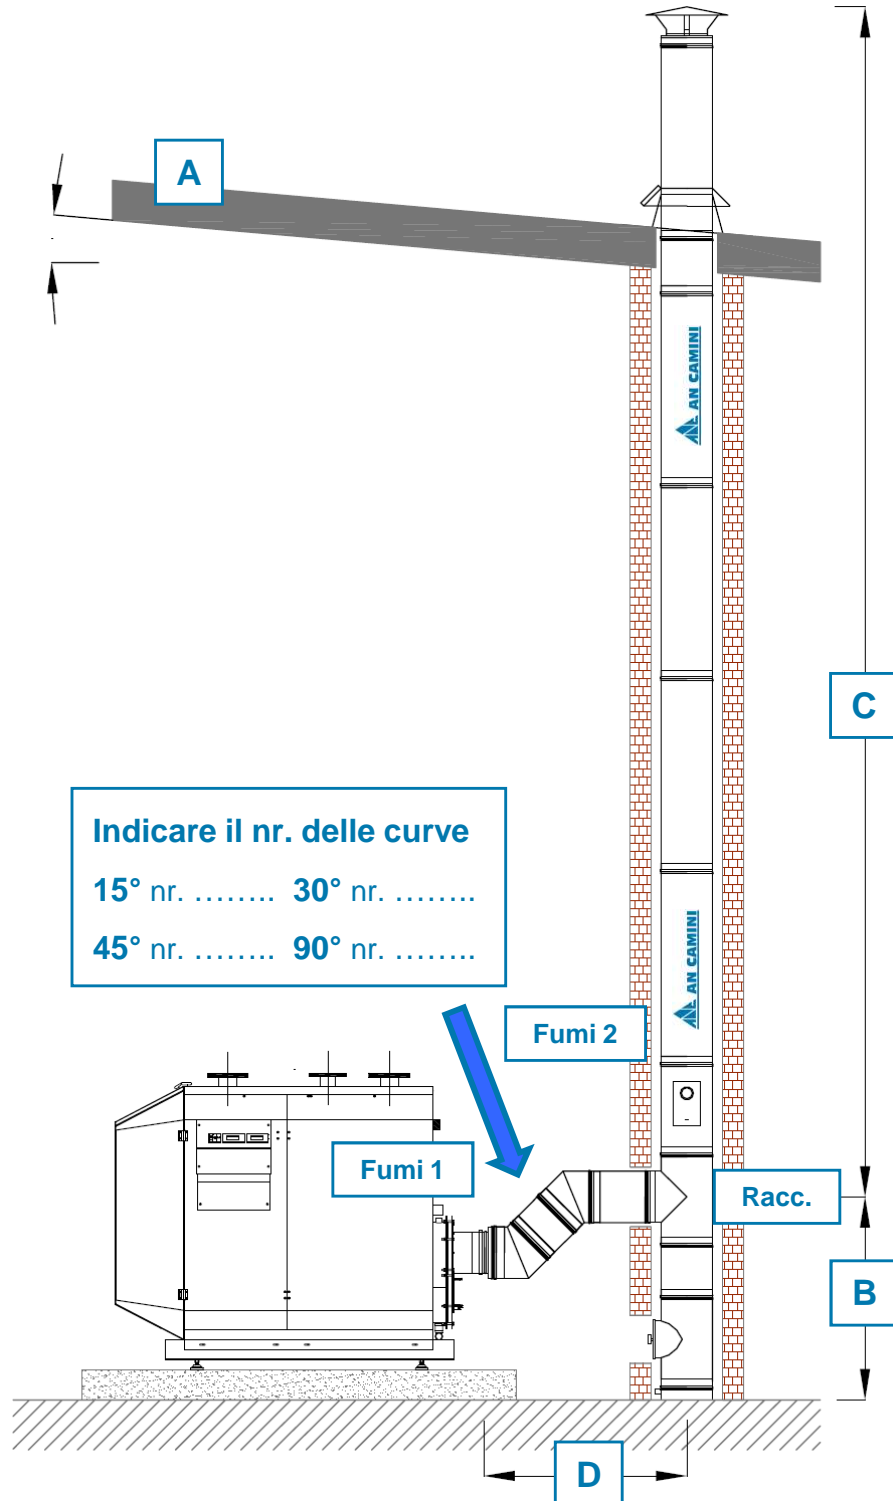 A
AN CAMINI
C
Indicare il nr. delle curve
15° nr. …….. 30° nr. ……..
45° nr. …….. 90° nr. ……..
AN CAMINI
Fumi 2
Fumi 1
Racc.
B
D